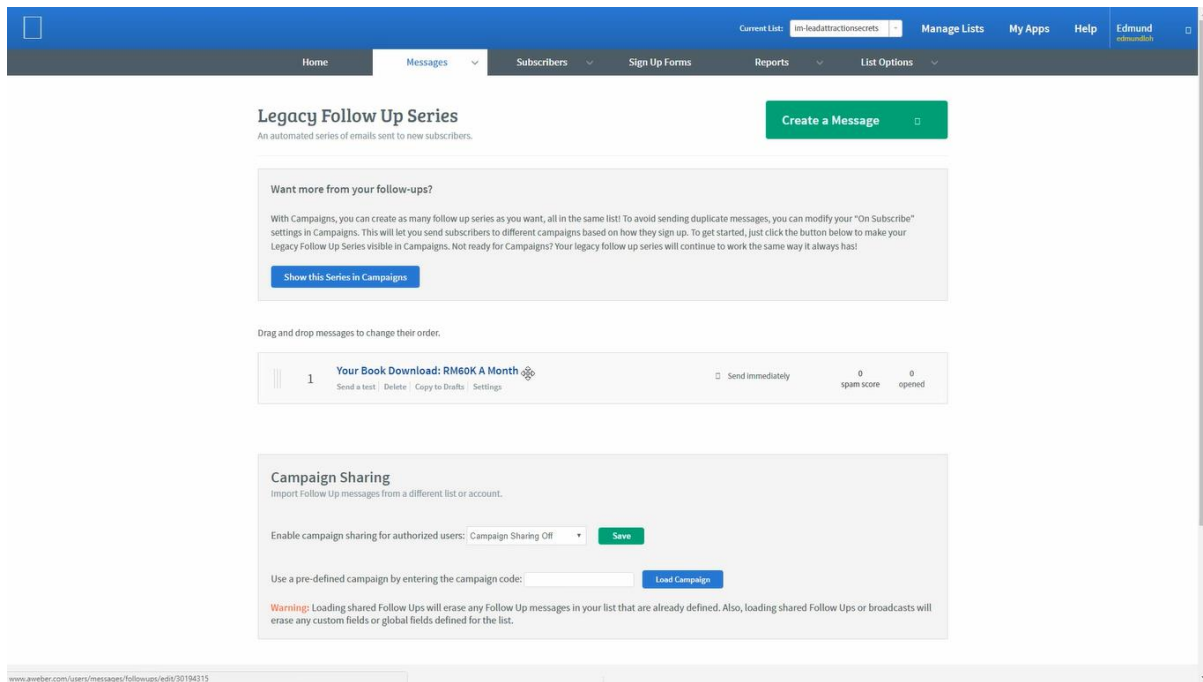 Current List: im-leadattractionsecrets Manage Lists My Apps Help Edmund
edmundloh
Home Messages Subscribers Sign Up Forms Reports List Options
Legacy Follow Up Series
An automated series of emails sent to new subscribers.
Create a Message
Want more from your follow-ups?
With Campaigns, you can create as many follow up series as you want, all in the same list! To avoid sending duplicate messages, you can modify your "On Subscribe"
settings in Campaigns. This will let you send subscribers to different campaigns based on how they sign up. To get started, just click the button below to make your
Legacy Follow Up Series visible in Campaigns. Not ready for Campaigns? Your legacy follow up series will continue to work the same way it always has!
Show this Series in Campaigns
Drag and drop messages to change their order.
1 Your Book Download: RM60K A Month Send immediately 0 0
Send a test Delete Copy to Drafts Settings spam score opened
Campaign Sharing
Import Follow Up messages from a different list or account.
Enable campaign sharing for authorized users: Campaign Sharing Off Save
Use a pre-defined campaign by entering the campaign code: Load Campaign
Warning: Loading shared Follow Ups will erase any Follow Up messages in your list that are already defined. Also, loading shared Follow Ups or broadcasts will
erase any custom fields or global fields defined for the list.
www.aweber.com/users/messages/followups/edit/30194315